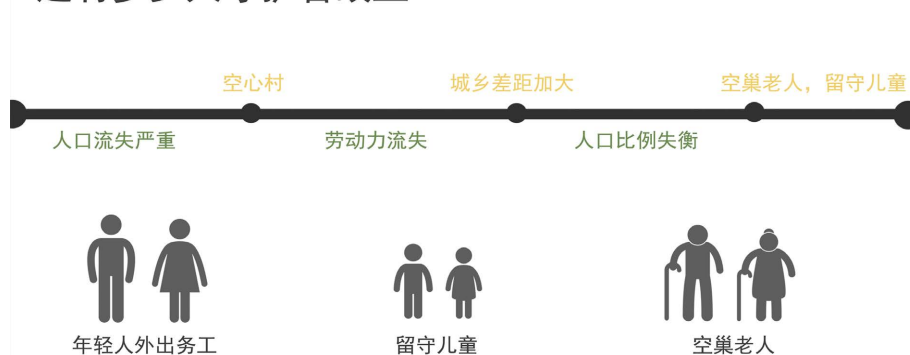 空心村
城乡差距加大
空巢老人，留守儿童
人口流失严重
劳动力流失
人口比例失衡
年轻人外出务工
留守儿童
空巢老人